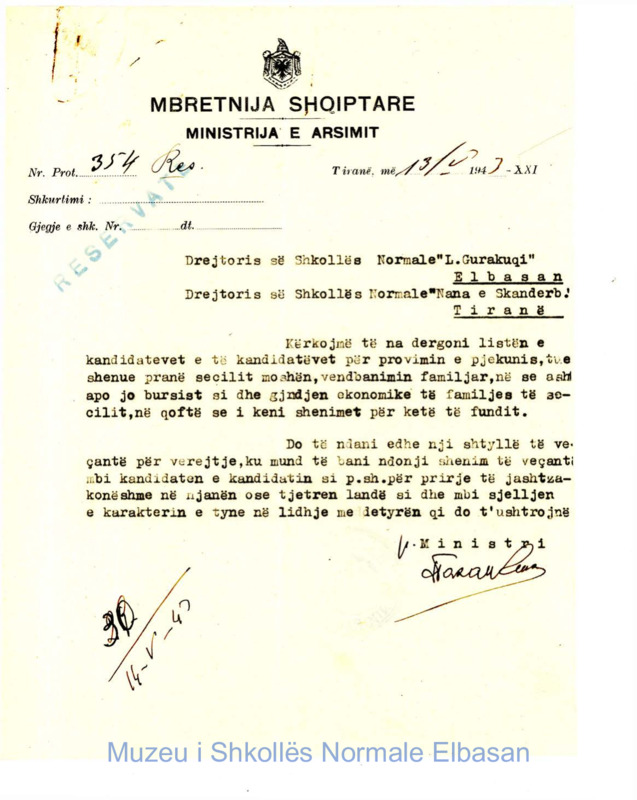 MBRETNIJA SHQIPTARE
MINISTRIJA E ARSIMIT
Nr. Prot. 354 Res.
Tiranë, më 13/V 1943 - XXI
Shkurtimi :
Gjegje e shk. Nr. dt.
RESERVATE
Drejtoris së Shkollës Normale"L.Gurakuqi"
Elbasan
Drejtoris së Shkollës Normale"Nana e Skanderb."
Tiranë
Kërkojmë të na dergoni listën e
kandidatevet e të kandidatëvet për provimin e pjekunis,tue
shenue pranë secilit moshën,vendbanimin familjar,në se asht
apo jo bursist si dhe gjndjen ekonomike të familjes të se-
cilit,në qoftë se i keni shenimet për ketë të fundit.
Do të ndani edhe nji shtyllë të ve-
çantë për verejtje,ku mund të bani ndonji shenim të veçantë
mbi kandidaten e kandidatin si p.sh.për prirje të jashtza-
konëshme në njanën ose tjetren landë si dhe mbi sjelljen
e karakterin e tyne në lidhje me detyrën qi do t'ushtrojnë
Ministri
30
14-V-43
Muzeu i Shkollës Normale Elbasan